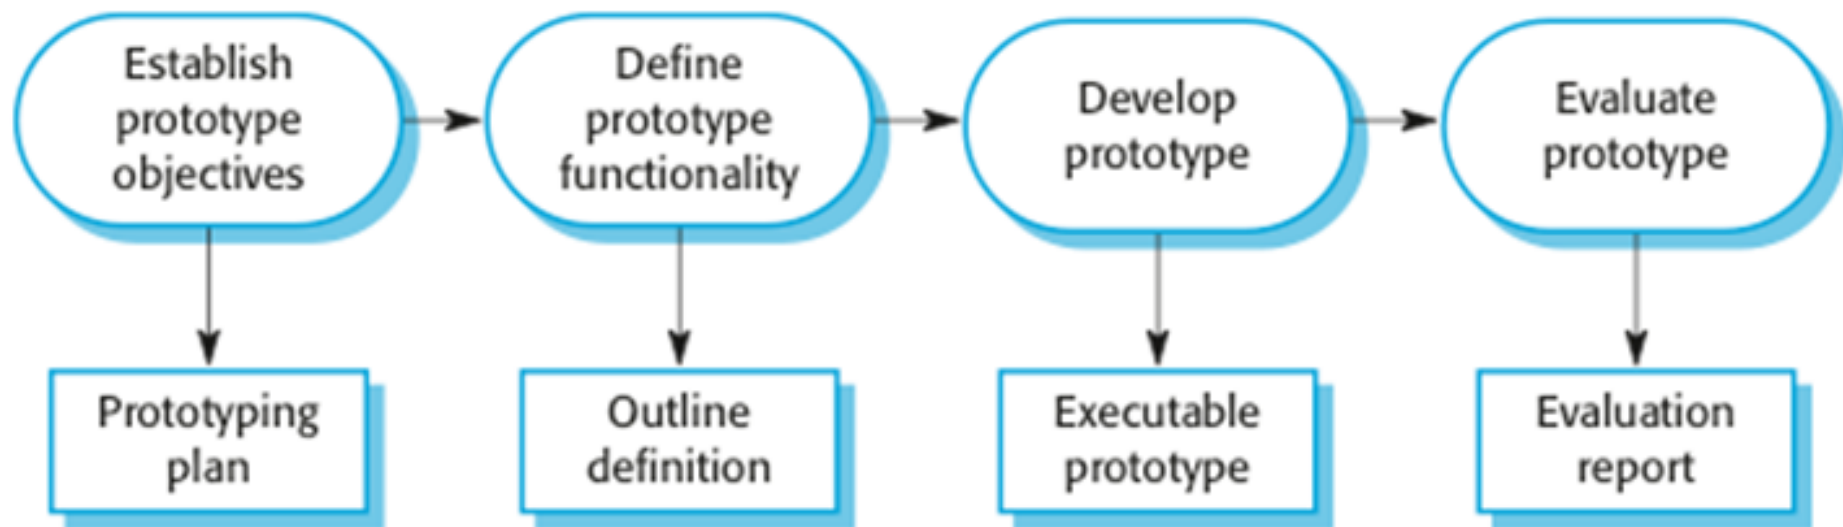 Establish
prototype
objectives
Define
prototype
functionality
Develop
prototype
Evaluate
prototype
Prototyping
plan
Outline
definition
Executable
prototype
Evaluation
report